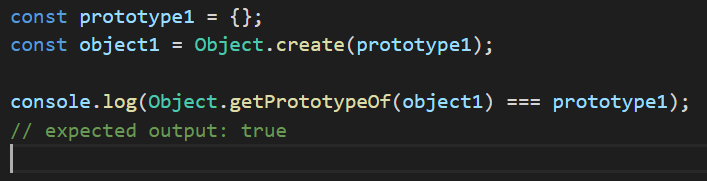 const prototype1 = {};
const object1 = Object.create(prototype1);
console.log(Object.getPrototypeOf(object1) === prototype1);
// expected output: true